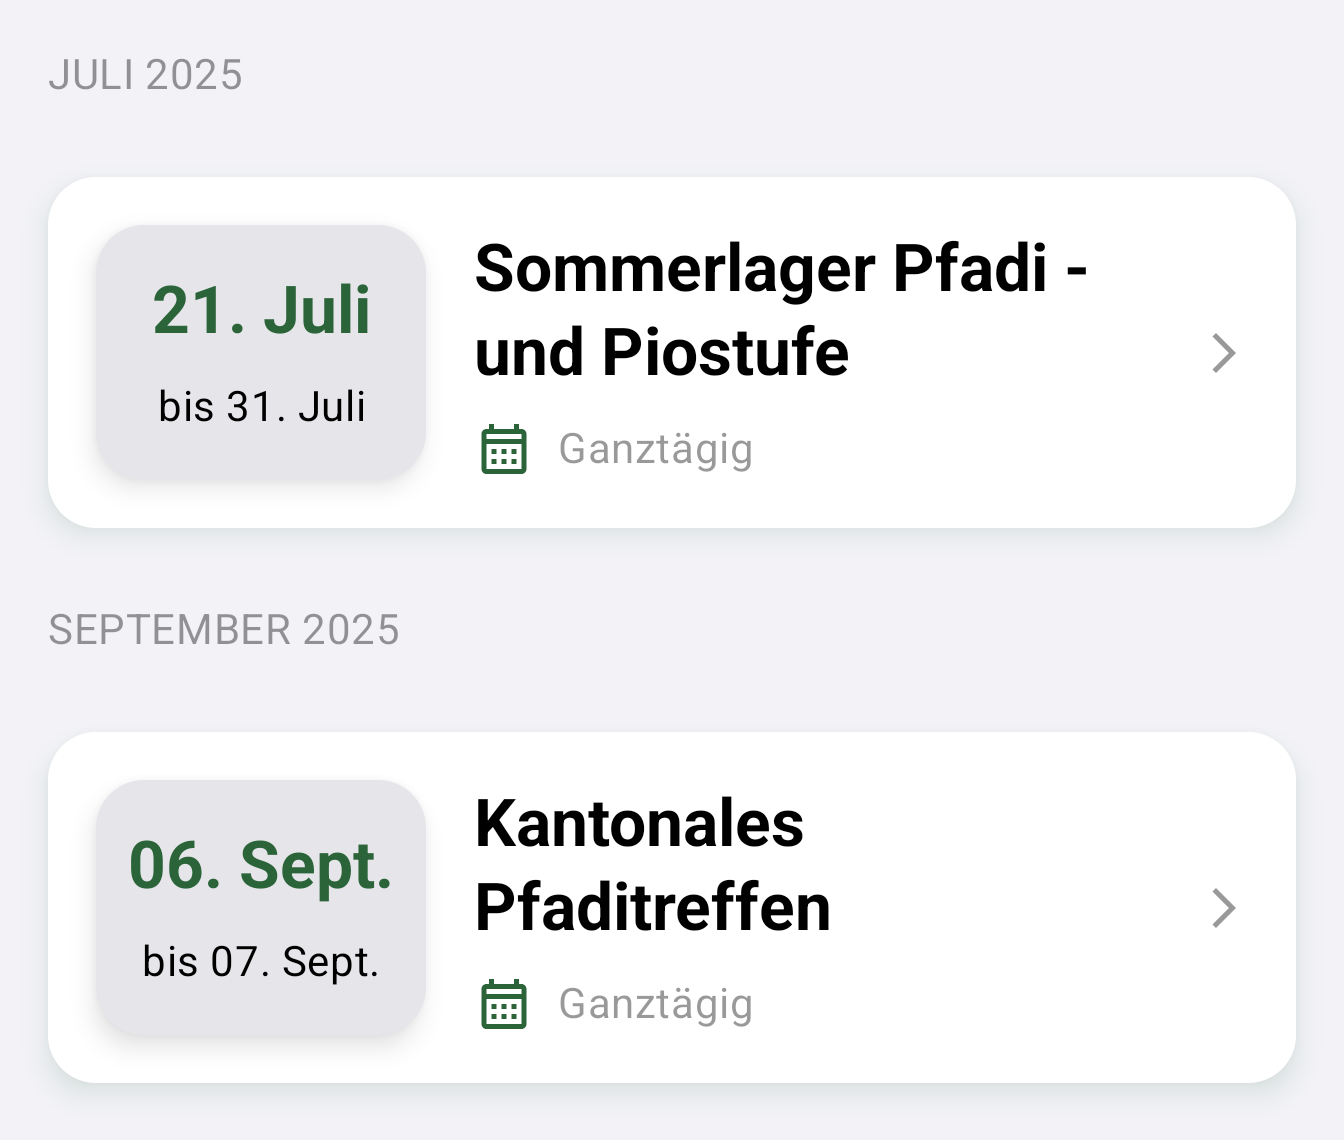 JULI 2025
21. Juli
bis 31. Juli
Sommerlager Pfadi -
und Piostufe
Ganztägig
SEPTEMBER 2025
06. Sept.
bis 07. Sept.
Kantonales
Pfaditreffen
Ganztägig